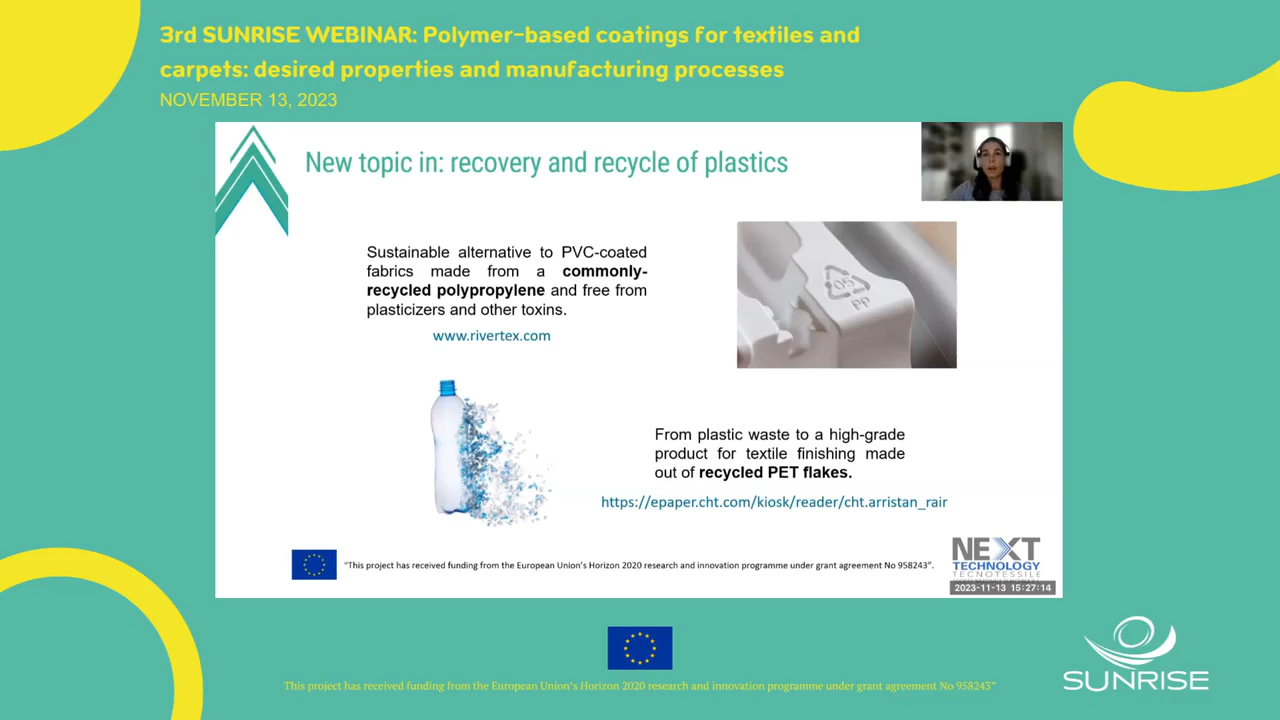 3rd SUNRISE WEBINAR: Polymer-based coatings for textiles and
carpets: desired properties and manufacturing processes
NOVEMBER 13, 2023
New topic in: recovery and recycle of plastics
Sustainable alternative to PVC-coated
fabrics made from a commonly-
recycled polypropylene and free from
plasticizers and other toxins.
www.rivertex.com
05
PP
From plastic waste to a high-grade
product for textile finishing made
out of recycled PET flakes.
https://epaper.cht.com/kiosk/reader/cht.arristan_rair
"This project has received funding from the European Union's Horizon 2020 research and innovation programme under grant agreement No 958243".
NEXT
TECHNOLOGY
TECNOTESSILE
2023-11-13 15:27:14
This project has received funding from the European Union's Horizon 2020 research and innovation programme under grant agreement No 958243"
SUNRISE